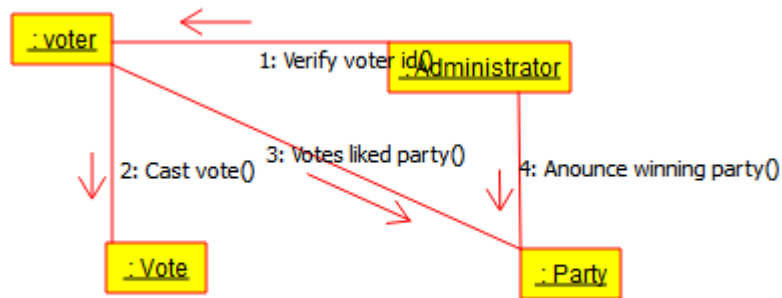 : voter
1: Verify voter id()
: Administrator
3: Votes liked party()
2: Cast vote()
4: Anounce winning party()
: Vote
: Party